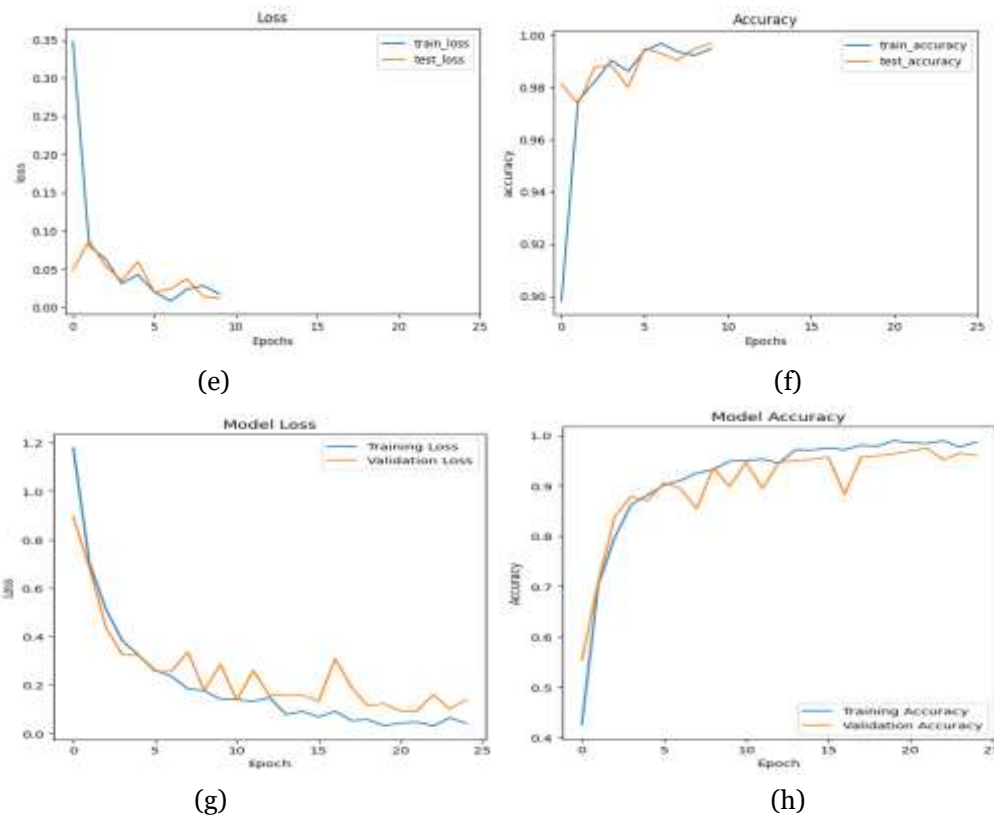 Loss
0.35
0.30
0.25
0.20
0.15
0.10
0.05
0.00
loss
train_loss
test_loss
0 5 10 15 20 25
Epochs
(e)
Accuracy
1.00
0.98
0.96
0.94
0.92
0.90
accuracy
train_accuracy
test_accuracy
0 5 10 15 20 25
Epochs
(f)
Model Loss
1.2
1.0
0.8
0.6
0.4
0.2
0.0
Loss
Training Loss
Validation Loss
0 5 10 15 20 25
Epoch
(g)
Model Accuracy
1.0
0.9
0.8
0.7
0.6
0.5
0.4
Accuracy
Training Accuracy
Validation Accuracy
0 5 10 15 20 25
Epoch
(h)